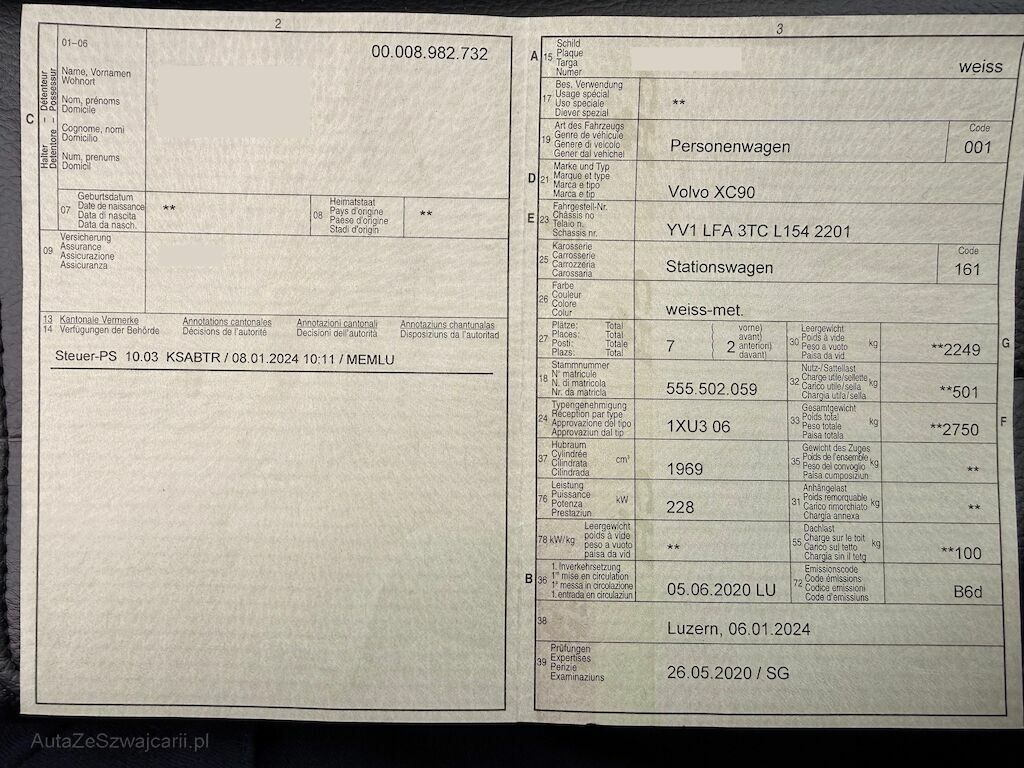 2
01–06
00.008.982.732
C
Halter – Détenteur
Detentore – Possessur
Name, Vornamen
Wohnort
Nom, prénoms
Domicile
Cognome, nomi
Domicilio
Num, prenums
Domicil
07
Geburtsdatum
Date de naissance
Data di nascita
Data da nasch.
**
08
Heimatstaat
Pays d'origine
Paese d'origine
Stadi d'origin
**
09
Versicherung
Assurance
Assicurazione
Assicuranza
13
14
Kantonale Vermerke
Verfügungen der Behörde
Annotations cantonales
Décisions de l'autorité
Annotazioni cantonali
Decisioni dell'autorità
Annotaziuns chantunalas
Disposiziuns da l'autoritad
Steuer-PS 10.03 KSABTR / 08.01.2024 10:11 / MEMLU
3
A
15
Schild
Plaque
Targa
Numer
weiss
17
Bes. Verwendung
Usage spécial
Uso speciale
Diever spezial
**
19
Art des Fahrzeugs
Genre de véhicule
Genere di veicolo
Gener dal vehichel
Personenwagen
Code
001
D
21
Marke und Typ
Marque et type
Marca e tipo
Marca e tip
Volvo XC90
E
23
Fahrgestell-Nr.
Châssis no
Telaio n.
Schassis nr.
YV1 LFA 3TC L154 2201
25
Karosserie
Carrosserie
Carrozzeria
Carossaria
Stationswagen
Code
161
26
Farbe
Couleur
Colore
Colur
weiss-met.
27
Plätze: Total
Places: Total
Posti: Totale
Plazs: Total
7
2
vorne)
avant)
anteriori)
davant)
30
Leergewicht
Poids à vide
Peso a vuoto
Paisa da vid
kg
**2249
G
18
Stammnummer
N° matricule
N. di matricola
Nr. da matricla
555.502.059
32
Nutz-/Sattellast
Charge utile/sellette
Carico utile/sella
Chargia utila/sella
kg
**501
24
Typengenehmigung
Réception par type
Approvazione del tipo
Approvaziun dal tip
1XU3 06
33
Gesamtgewicht
Poids total
Peso totale
Paisa totala
kg
**2750
F
37
Hubraum
Cylindrée
Cilindrata
Cilindrada
cm³
1969
35
Gewicht des Zuges
Poids de l'ensemble
Peso del convoglio
Paisa cumposiziun
kg
**
76
Leistung
Puissance
Potenza
Prestaziun
kW
228
31
Anhängelast
Poids remorquable
Carico rimorchiato
Chargia annexa
kg
**
78 kW/kg
Leergewicht
poids à vide
peso a vuoto
paisa da vid
**
55
Dachlast
Charge sur le toit
Carico sul tetto
Chargia sin il tetg
kg
**100
B
36
1. Inverkehrsetzung
1re mise en circulation
1a messa in circolazione
1. entrada en circulaziun
05.06.2020 LU
72
Emissionscode
Code émissions
Codice emissioni
Code d'emissiuns
B6d
38
Luzern, 06.01.2024
39
Prüfungen
Expertises
Perizie
Examinaziuns
26.05.2020 / SG
AutaZeSzwajcarii.pl